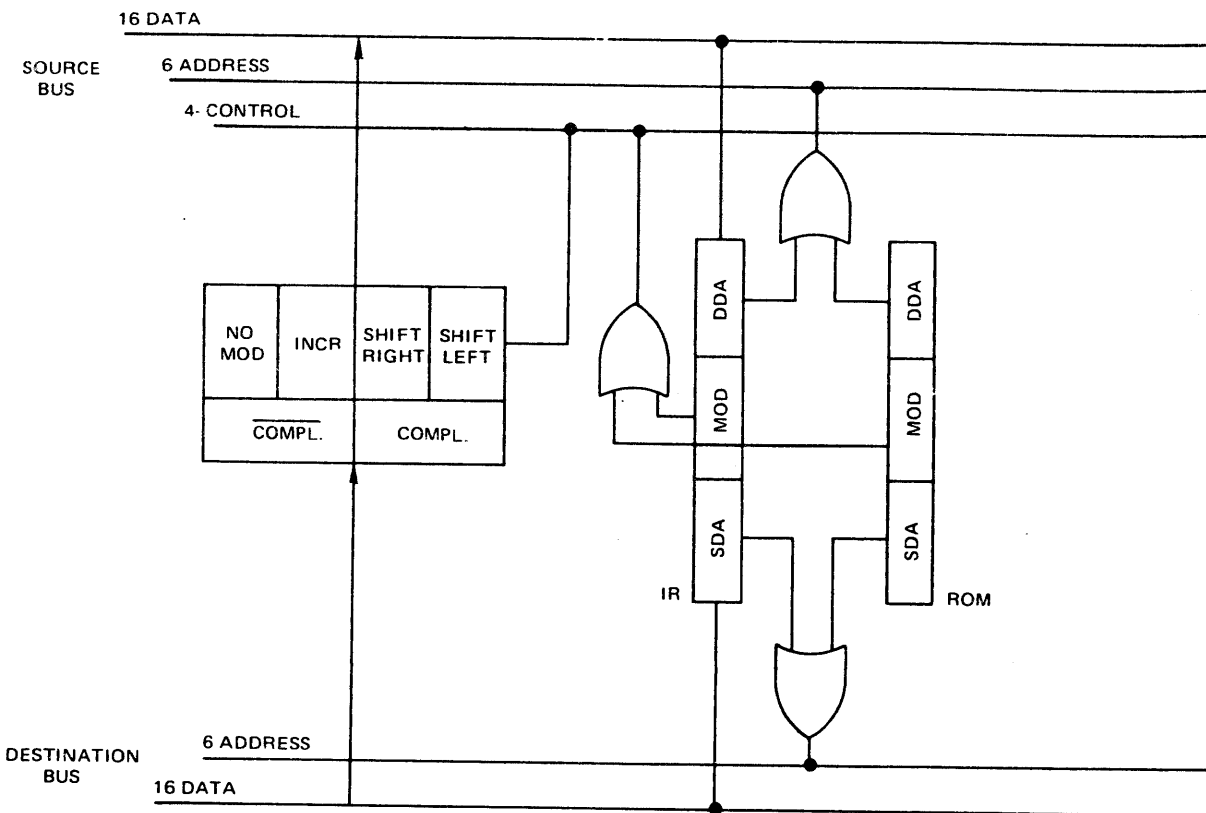 16 DATA
SOURCE
BUS
6 ADDRESS
4- CONTROL
NO
MOD
INCR
SHIFT
RIGHT
SHIFT
LEFT
COMPL.
COMPL.
DDA
MOD
SDA
IR
DDA
MOD
SDA
ROM
DESTINATION
BUS
6 ADDRESS
16 DATA